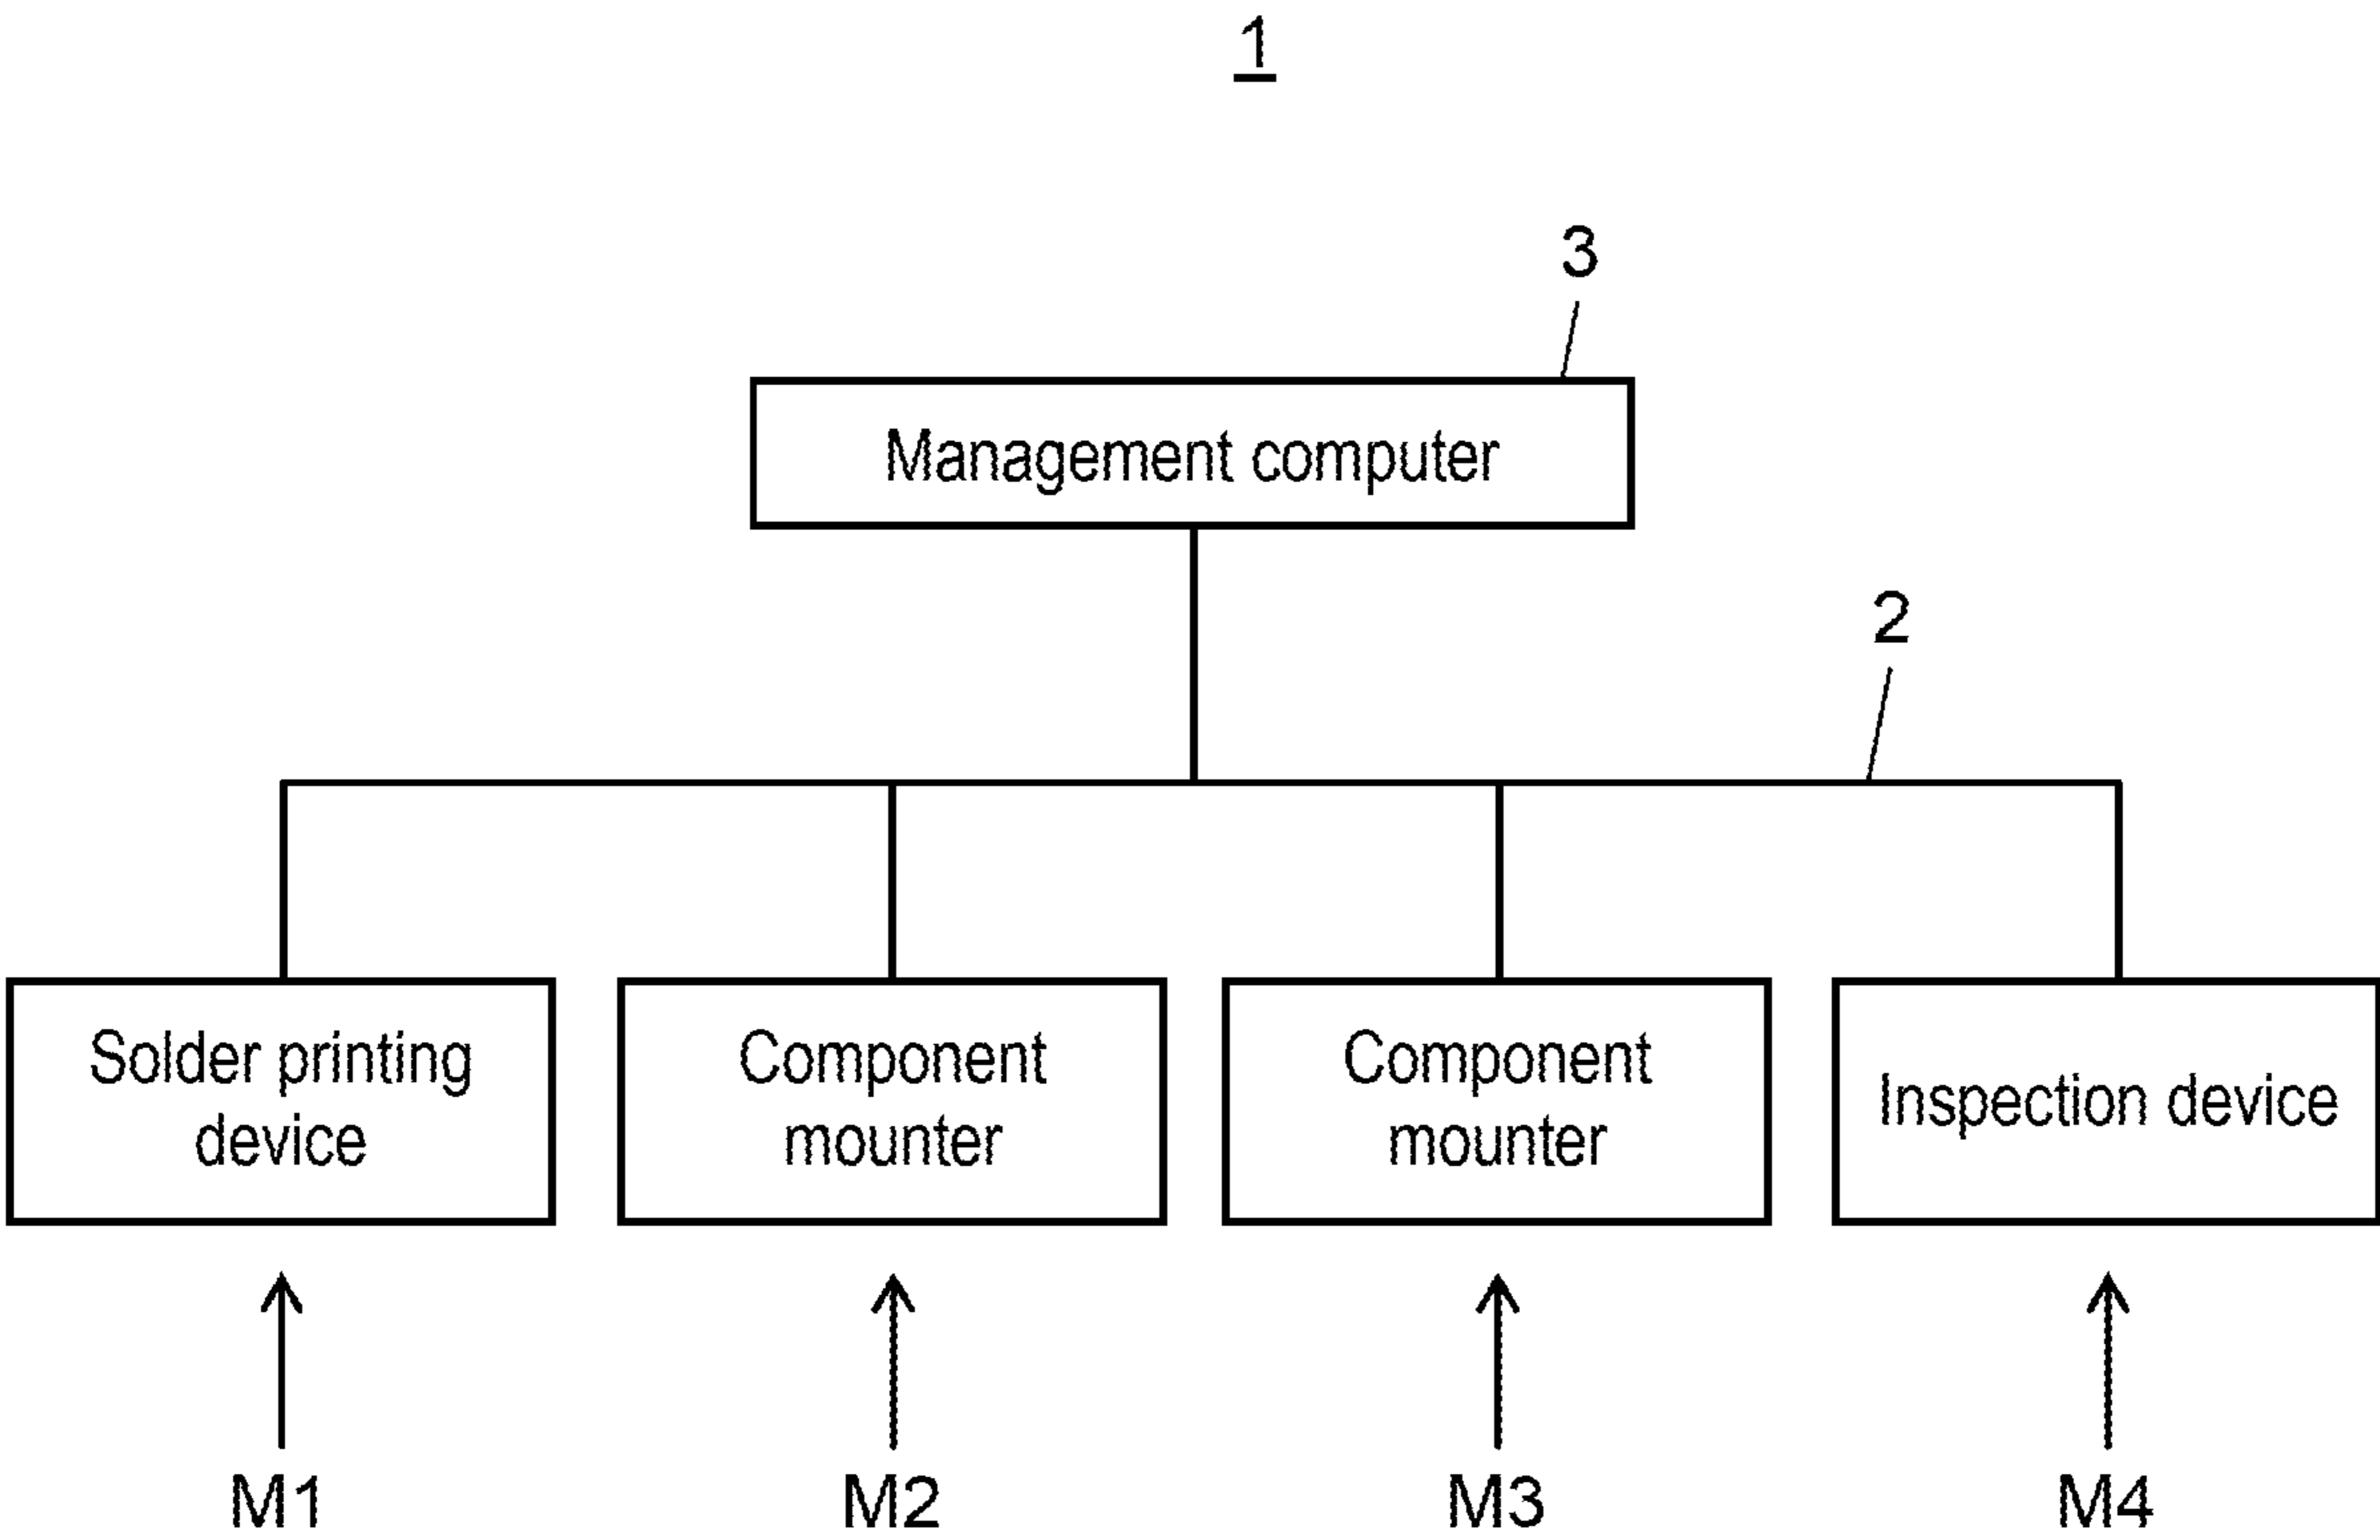 1
3
Management computer
2
Solder printing
device
Component
mounter
Component
mounter
Inspection device
M1
M2
M3
M4